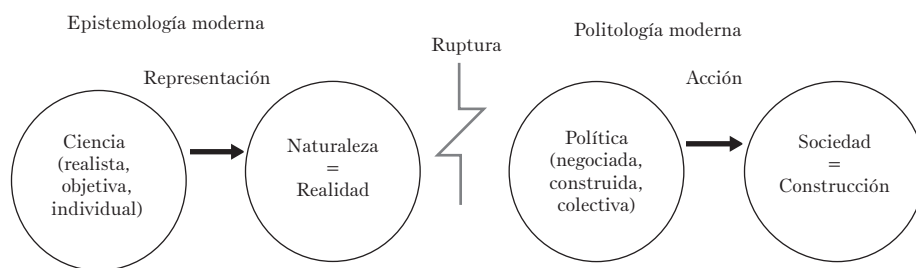 Epistemología moderna
Politología moderna
Ruptura
Representación
Acción
Ciencia
(realista,
objetiva,
individual)
Naturaleza
=
Realidad
Política
(negociada,
construida,
colectiva)
Sociedad
=
Construcción